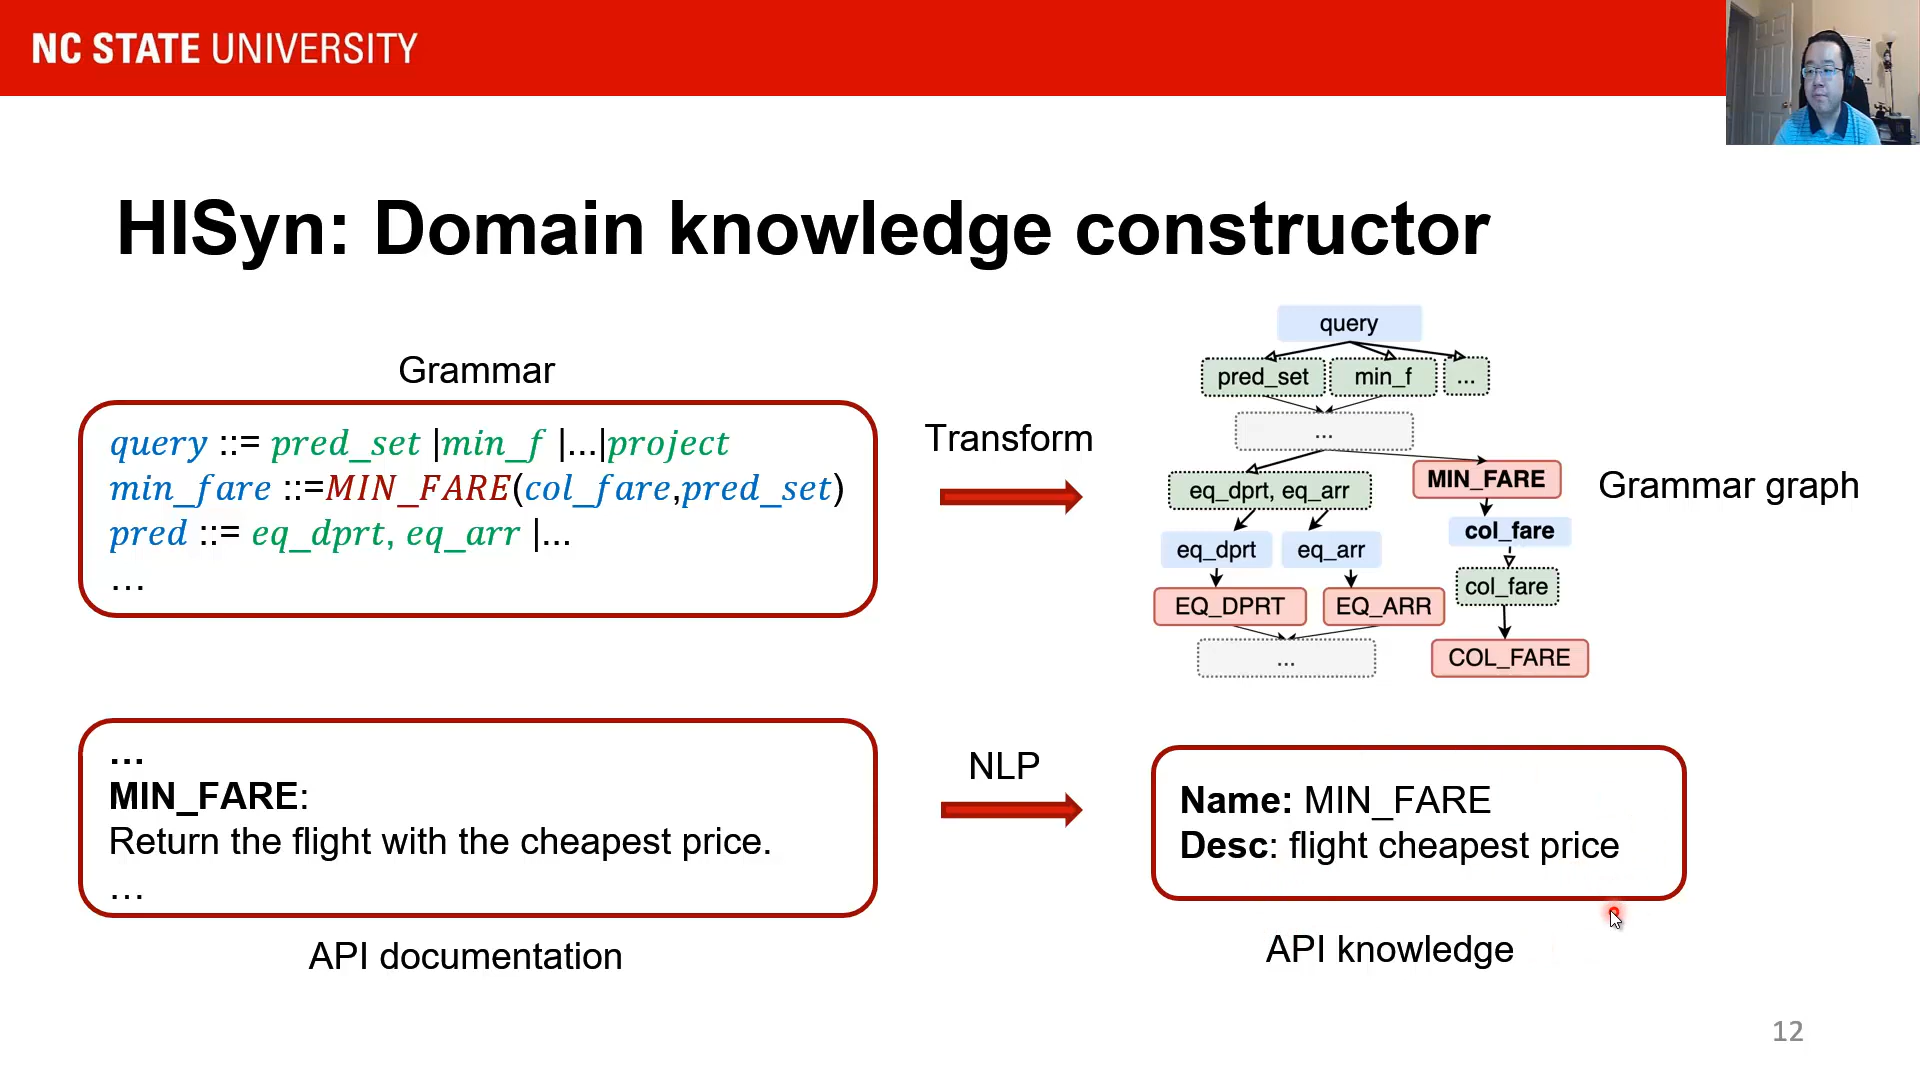 NC STATE UNIVERSITY
HISyn: Domain knowledge constructor
Grammar
query ::= pred_set |min_f |...|project
min_fare ::=MIN_FARE(col_fare,pred_set)
pred ::= eq_dprt, eq_arr |...
...
Transform
query
pred_set min_f ...
...
MIN_FARE
eq_dprt, eq_arr
col_fare
eq_dprt eq_arr
col_fare
EQ_DPRT EQ_ARR
... COL_FARE
Grammar graph
...
MIN_FARE:
Return the flight with the cheapest price.
...
API documentation
NLP
Name: MIN_FARE
Desc: flight cheapest price
API knowledge
12